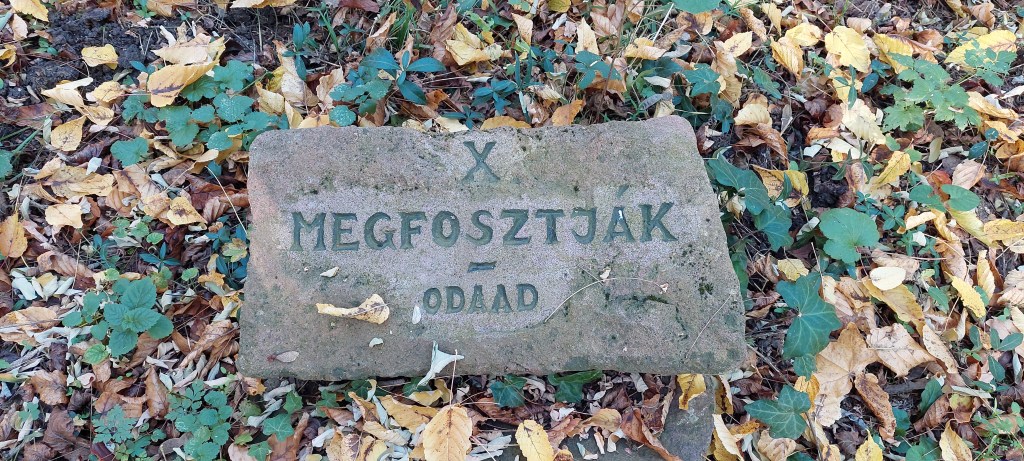 X
MEGFOSZTJÁK
–
ODAAD